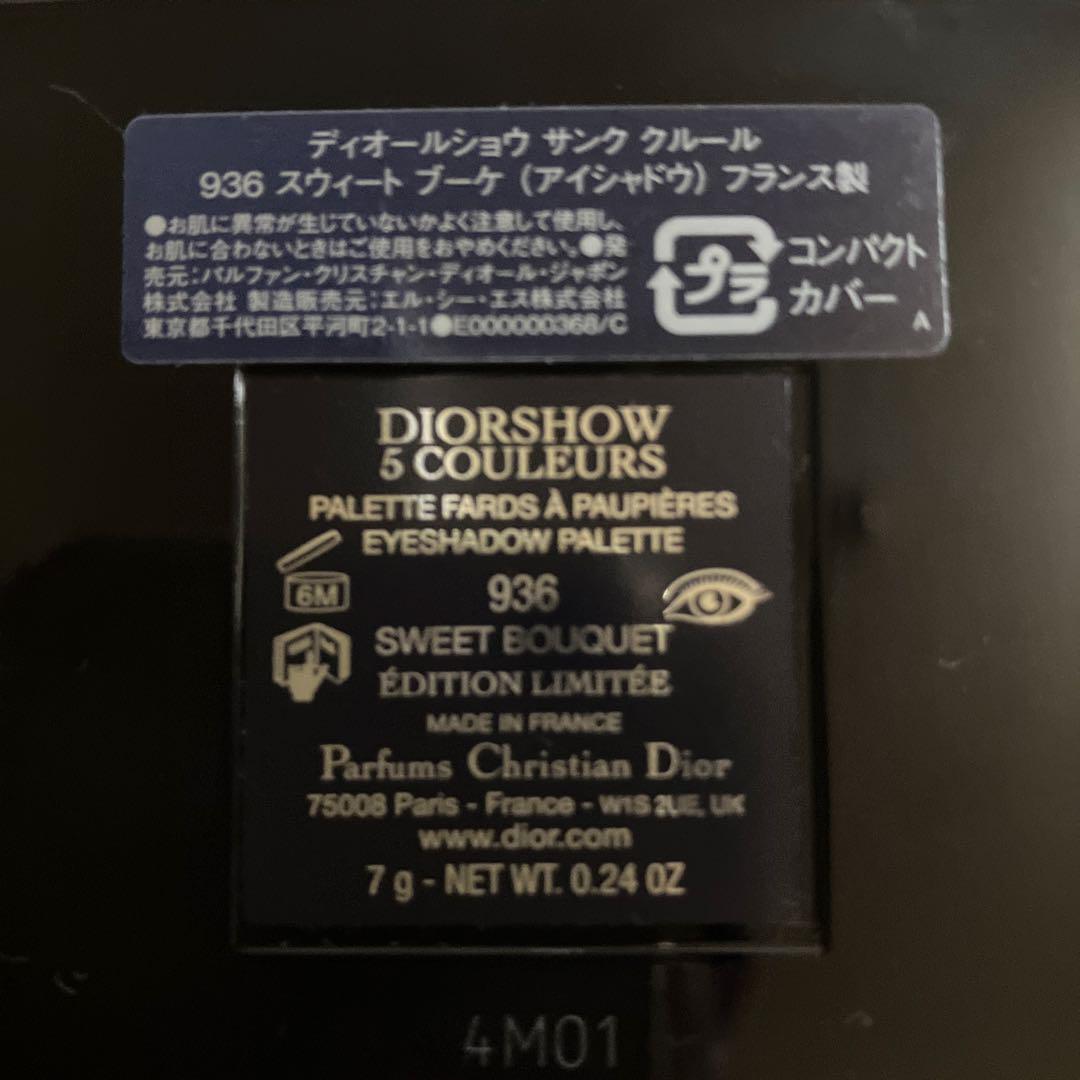 ディオールショウ サンク クルール
936 スウィート ブーケ (アイシャドウ) フランス製
●お肌に異常が生じていないかよく注意して使用し、
お肌に合わないときはご使用をおやめください。●発
売元:パルファン・クリスチャン・ディオール・ジャポン
株式会社 製造販売元:エル・シー・エス株式会社
東京都千代田区平河町2-1-1●E000000368/C
プラ
コンパクト
カバー
A
DIORSHOW
5 COULEURS
PALETTE FARDS À PAUPIÈRES
EYESHADOW PALETTE
6M
936
SWEET BOUQUET
ÉDITION LIMITÉE
MADE IN FRANCE
Parfums Christian Dior
75008 Paris - France - W1S 2UE, UK
www.dior.com
7 g - NET WT. 0.24 OZ
4M01